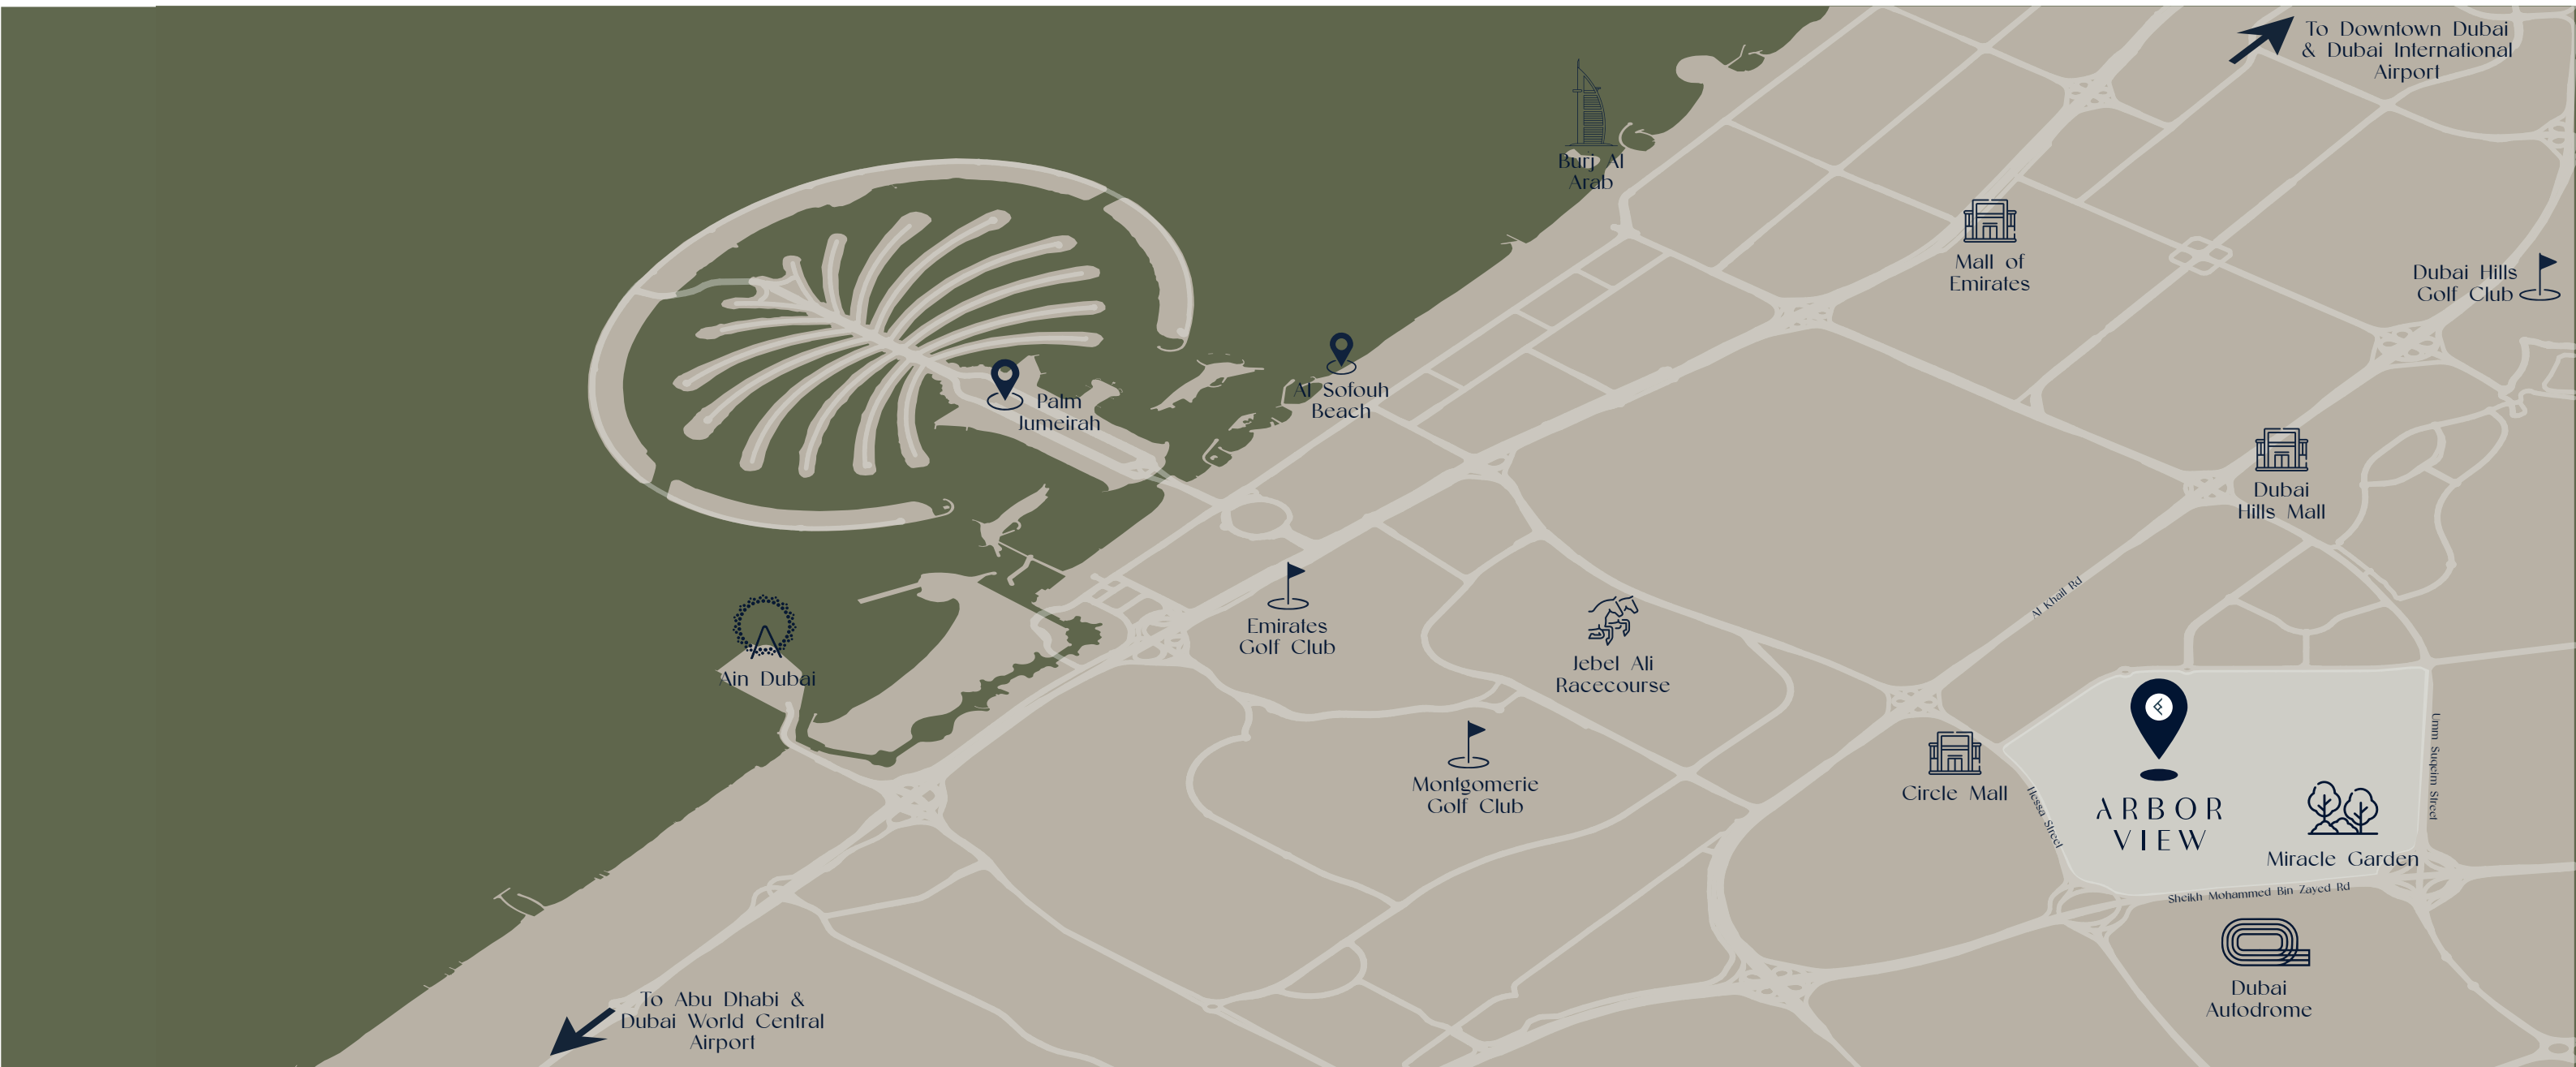 To Downtown Dubai
& Dubai International
Airport
Burj Al
Arab
Mall of
Emirates
Dubai Hills
Golf Club
Al Sofouh
Beach
Palm
Jumeirah
Dubai
Hills Mall
Al Khail Rd
Emirates
Golf Club
Jebel Ali
Racecourse
Ain Dubai
Montgomerie
Golf Club
Circle Mall
Hessa Street
ARBOR
VIEW
Umm Suqeim Street
Miracle Garden
Sheikh Mohammed Bin Zayed Rd
Dubai
Autodrome
To Abu Dhabi &
Dubai World Central
Airport